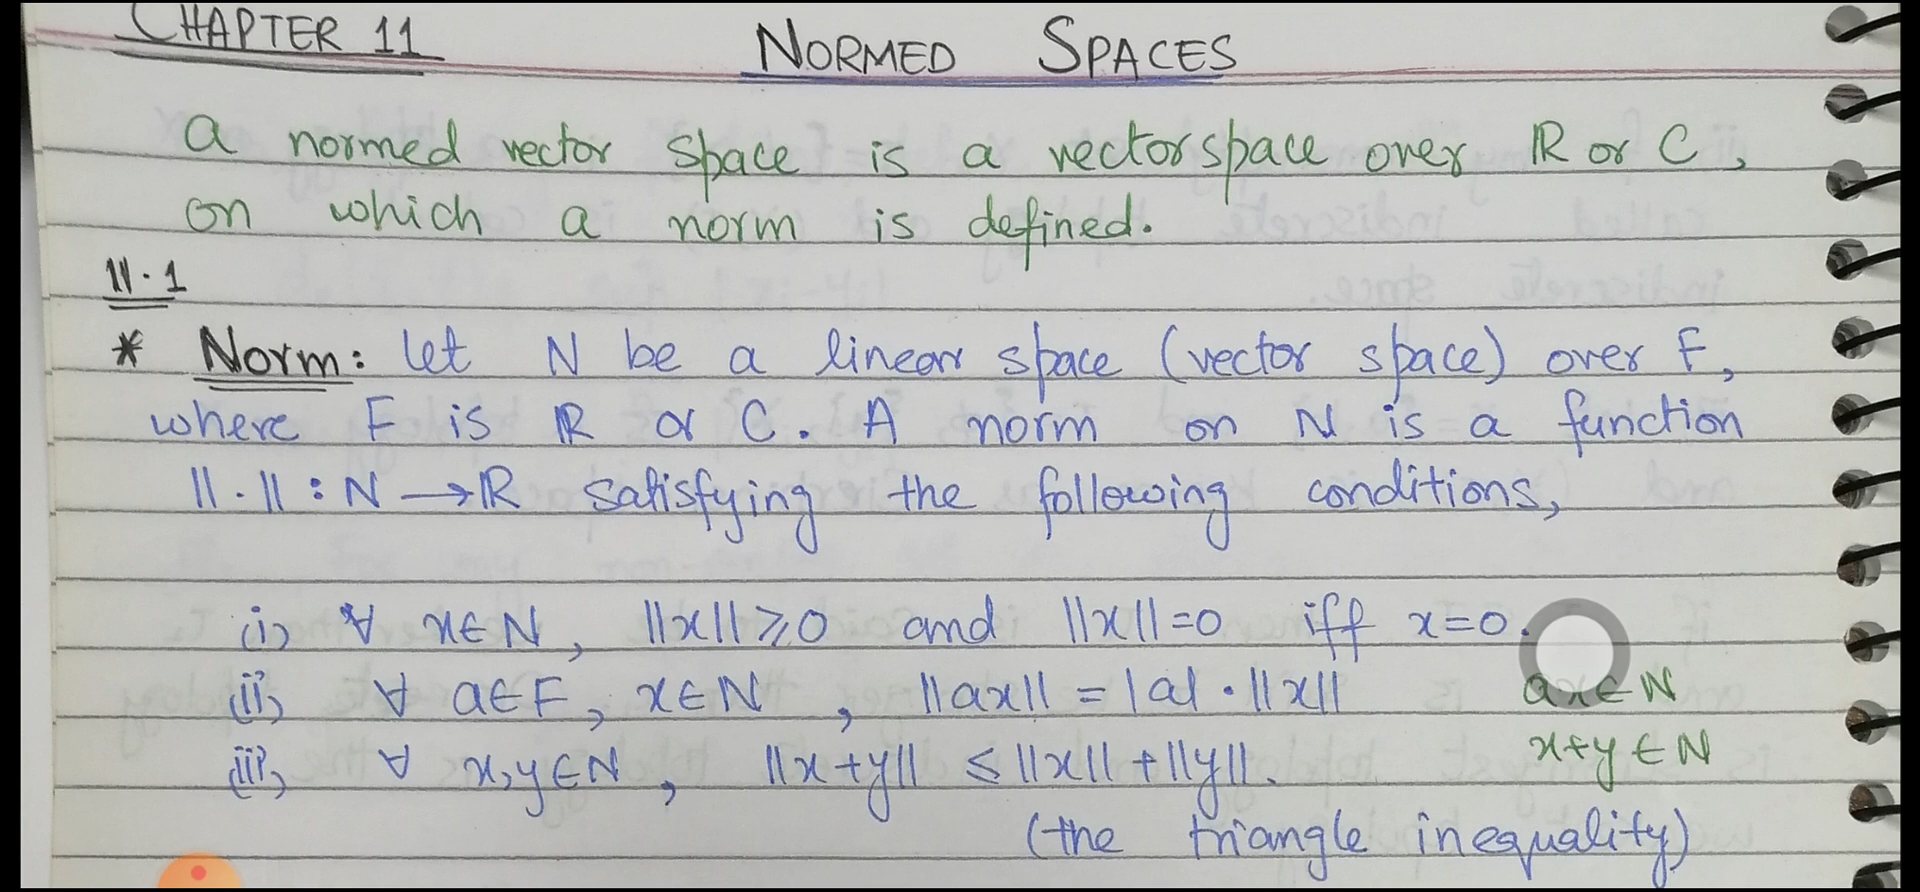 CHAPTER 11 NORMED SPACES
a normed vector space is a vectorspace over ℝ or C,
on which a norm is defined.
11.1
* Norm: let N be a linear space (vector space) over F,
where F is ℝ or C. A norm on N is a function
||.|| : N → ℝ satisfying the following conditions,
(i) ∀ x∈N, ||x|| ≥ 0 and ||x||=0 iff x=0.
(ii) ∀ a∈F, x∈N, ||ax|| = |a| . ||x|| ax∈N
(iii) ∀ x,y∈N, ||x+y|| ≤ ||x|| + ||y||. x+y∈N
(the triangle inequality)